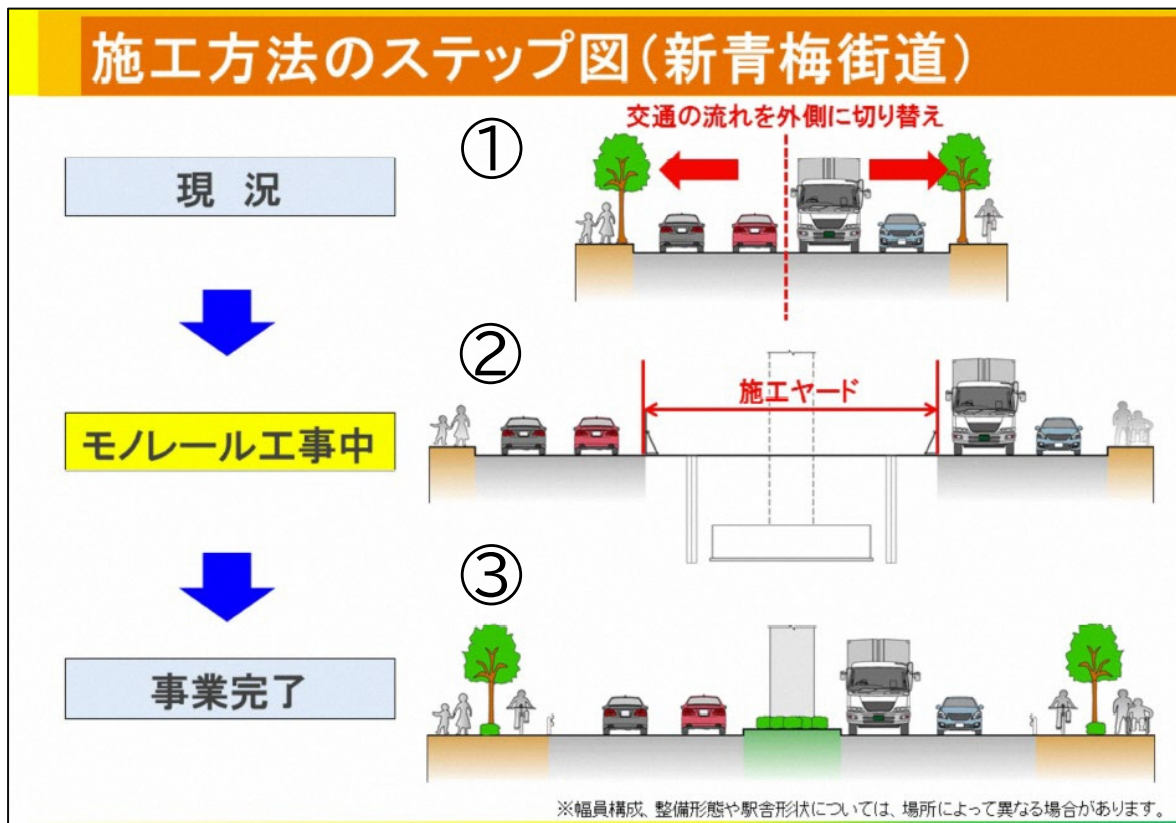 施工方法のステップ図(新青梅街道)
現 況
①
交通の流れを外側に切り替え
モノレール工事中
②
施工ヤード
事業完了
③
※幅員構成、整備形態や駅舎形状については、場所によって異なる場合があります。